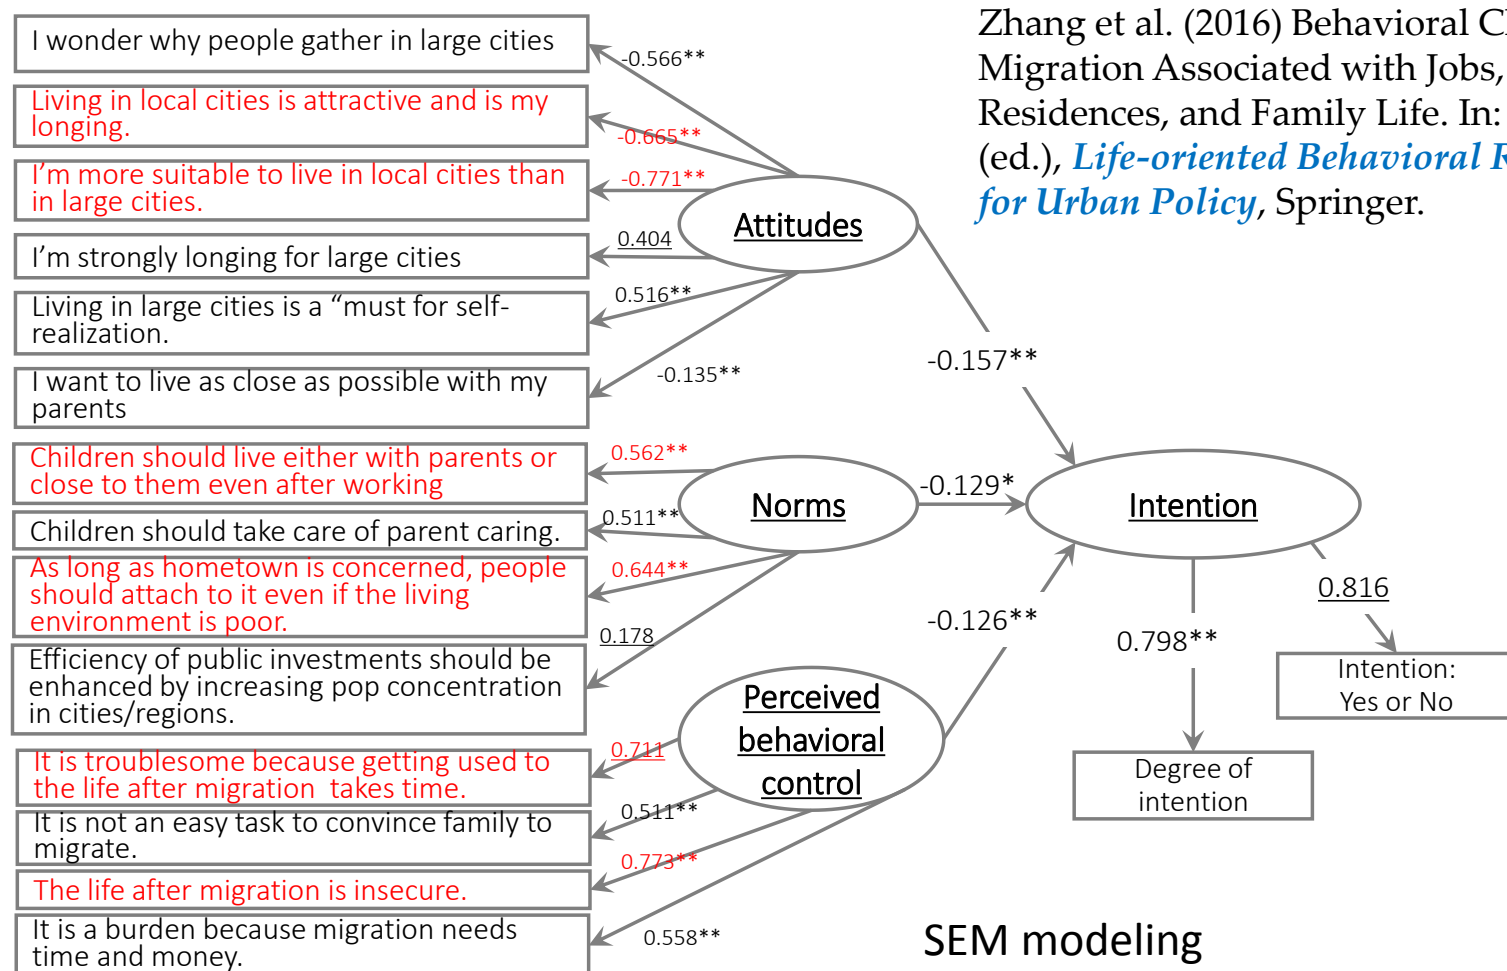 I wonder why people gather in large cities
Living in local cities is attractive and is my
longing.
I'm more suitable to live in local cities than
in large cities.
I'm strongly longing for large cities
Living in large cities is a “must for self-
realization.
I want to live as close as possible with my
parents
Children should live either with parents or
close to them even after working
Children should take care of parent caring.
As long as hometown is concerned, people
should attach to it even if the living
environment is poor.
Efficiency of public investments should be
enhanced by increasing pop concentration
in cities/regions.
It is troublesome because getting used to
the life after migration takes time.
It is not an easy task to convince family to
migrate.
The life after migration is insecure.
It is a burden because migration needs
time and money.
-0.566**
-0.665**
-0.771**
0.404
0.516**
-0.135**
0.562**
0.511**
0.644**
0.178
0.711
0.511**
0.773**
0.558**
Attitudes
Norms
Perceived
behavioral
control
-0.157**
-0.129*
-0.126**
Intention
0.798**
0.816
Degree of
intention
Intention:
Yes or No
Zhang et al. (2016) Behavioral
Migration Associated with Jobs,
Residences, and Family Life. In:
(ed.), Life-oriented Behavioral
for Urban Policy, Springer.
SEM modeling